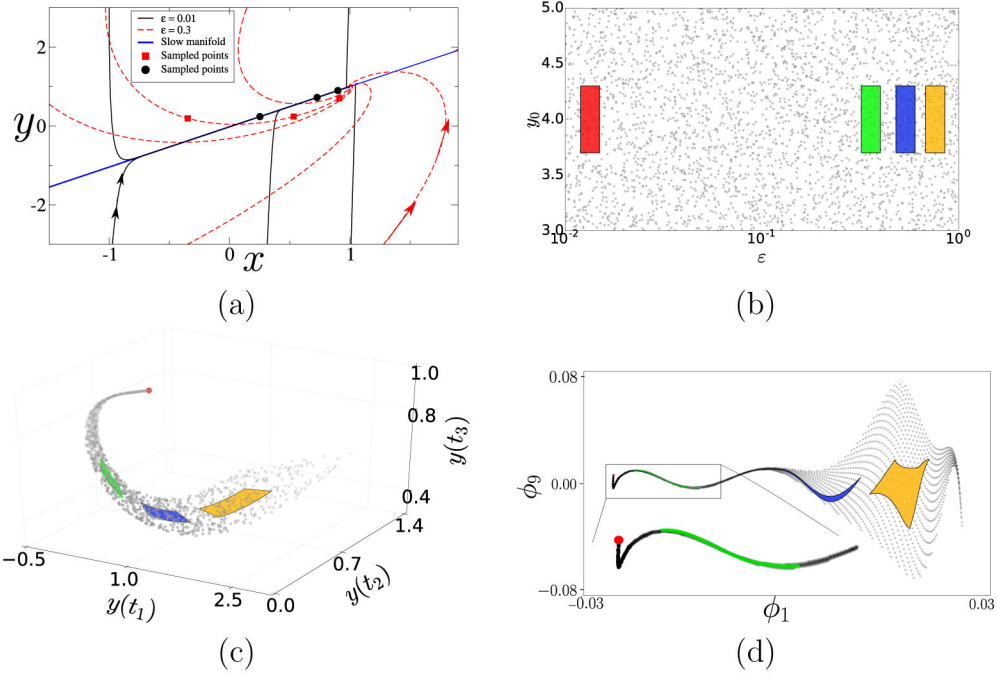 ε = 0.01
ε = 0.3
Slow manifold
Sampled points
Sampled points
2
0
-2
y
-1
0
1
x
(a)
5.0
4.5
4.0
3.5
3.0
y₀
10⁻²
10⁻¹
10⁰
ε
(b)
1.0
0.8
0.4
y(t₃)
1.4
0.7
0.0
y(t₂)
-0.5
1.0
2.5
y(t₁)
(c)
0.08
0.00
−0.08
ϕ₉
−0.03
0.03
ϕ₁
(d)